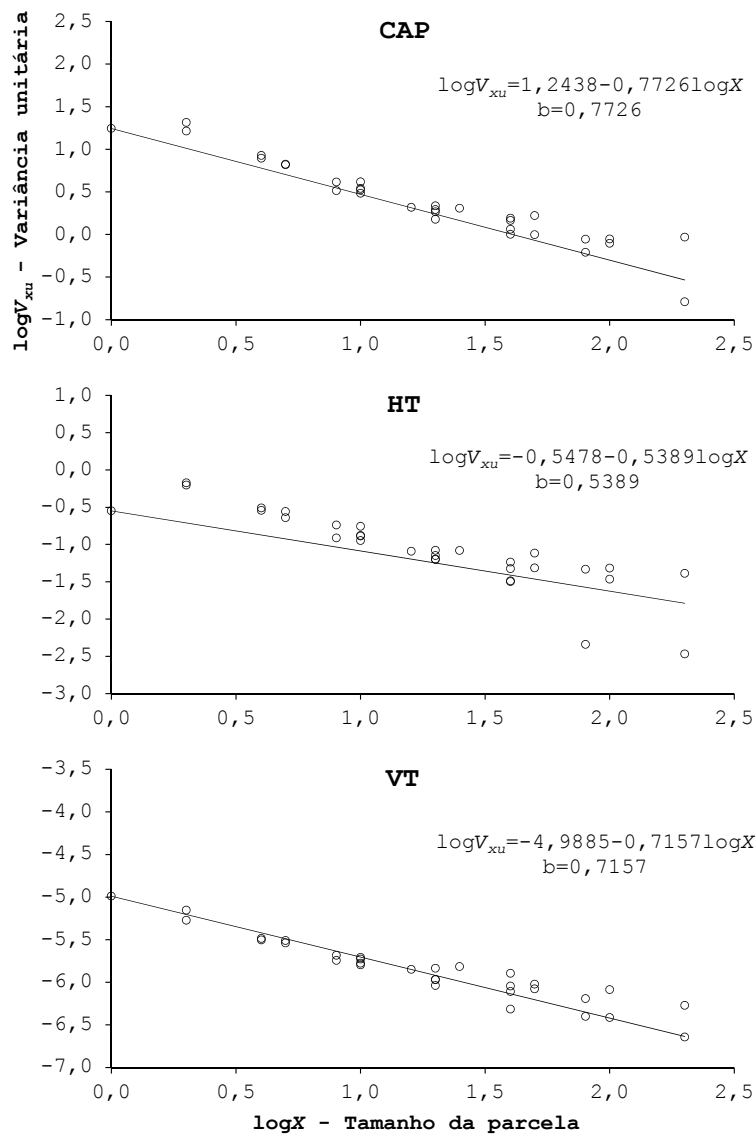 CAP
logVxu=1,2438-0,7726logX
b=0,7726
logVxu - Variância unitária
2,5
2,0
1,5
1,0
0,5
0,0
-0,5
-1,0
0,0 0,5 1,0 1,5 2,0 2,5
HT
logVxu=-0,5478-0,5389logX
b=0,5389
1,0
0,5
0,0
-0,5
-1,0
-1,5
-2,0
-2,5
-3,0
0,0 0,5 1,0 1,5 2,0 2,5
VT
logVxu=-4,9885-0,7157logX
b=0,7157
-3,5
-4,0
-4,5
-5,0
-5,5
-6,0
-6,5
-7,0
0,0 0,5 1,0 1,5 2,0 2,5
logX - Tamanho da parcela